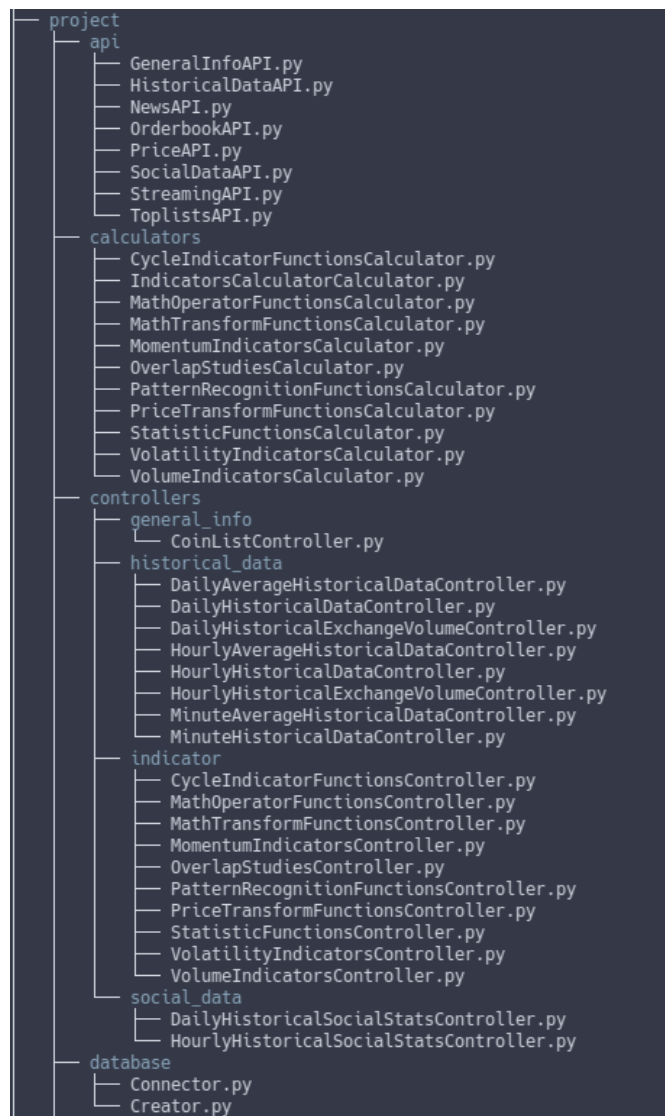 project
api
GeneralInfoAPI.py
HistoricalDataAPI.py
NewsAPI.py
OrderbookAPI.py
PriceAPI.py
SocialDataAPI.py
StreamingAPI.py
ToplistsAPI.py
calculators
CycleIndicatorFunctionsCalculator.py
IndicatorsCalculatorCalculator.py
MathOperatorFunctionsCalculator.py
MathTransformFunctionsCalculator.py
MomentumIndicatorsCalculator.py
OverlapStudiesCalculator.py
PatternRecognitionFunctionsCalculator.py
PriceTransformFunctionsCalculator.py
StatisticFunctionsCalculator.py
VolatilityIndicatorsCalculator.py
VolumeIndicatorsCalculator.py
controllers
general_info
CoinListController.py
historical_data
DailyAverageHistoricalDataController.py
DailyHistoricalDataController.py
DailyHistoricalExchangeVolumeController.py
HourlyAverageHistoricalDataController.py
HourlyHistoricalDataController.py
HourlyHistoricalExchangeVolumeController.py
MinuteAverageHistoricalDataController.py
MinuteHistoricalDataController.py
indicator
CycleIndicatorFunctionsController.py
MathOperatorFunctionsController.py
MathTransformFunctionsController.py
MomentumIndicatorsController.py
OverlapStudiesController.py
PatternRecognitionFunctionsController.py
PriceTransformFunctionsController.py
StatisticFunctionsController.py
VolatilityIndicatorsController.py
VolumeIndicatorsController.py
social_data
DailyHistoricalSocialStatsController.py
HourlyHistoricalSocialStatsController.py
database
Connector.py
Creator.py